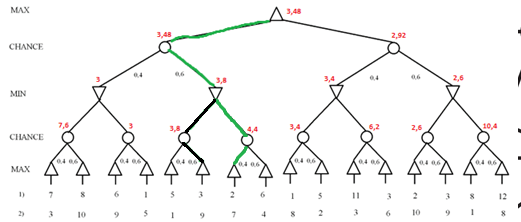 MAX 3,48
CHANCE 3,48 2,92
0,4 0,6 0,4 0,6
MIN 3 3,8 3,4 2,6
CHANCE 7,6 3 3,8 4,4 3,4 6,2 2,6 10,4
MAX 0,4 0,6 0,4 0,6 0,4 0,6 0,4 0,6 0,4 0,6 0,4 0,6 0,4 0,6 0,4 0,6
1) 7 8 6 1 5 3 2 6 1 5 11 3 2 3 8 12
2) 3 10 9 5 1 9 7 4 8 2 3 6 10 9 1 8